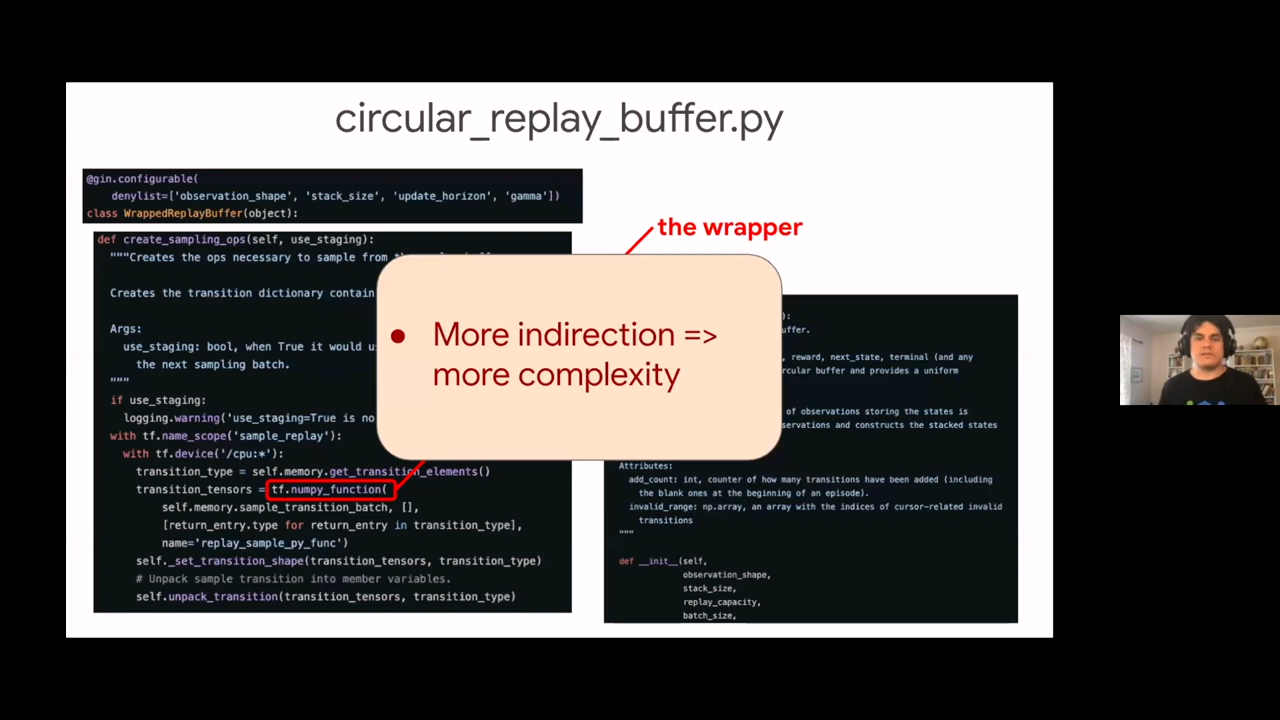 circular_replay_buffer.py
@gin.configurable(
denylist=['observation_shape', 'stack_size', 'update_horizon', 'gamma'])
class WrappedReplayBuffer(object):
def create_sampling_ops(self, use_staging):
"""Creates the ops necessary to sample from
Creates the transition dictionary
Args:
use_staging: bool, when True it would
the next sampling batch.
"""
if use_staging:
logging.warning('use_staging=True is
with tf.name_scope('sample_replay'):
with tf.device('/cpu:*'):
transition_type = self.memory.get_transition_elements()
transition_tensors = tf.numpy_function(
self.memory.sample_transition_batch, [],
[return_entry.type for return_entry in transition_type],
name='replay_sample_py_func')
self._set_transition_shape(transition_tensors, transition_type)
# Unpack sample transition into member variables.
self.unpack_transition(transition_tensors, transition_type)
the wrapper
● More indirection =>
more complexity
):
, reward, next_state, terminal (and any
buffer and provides a uniform
of observations storing the states is
and constructs the stacked states
Attributes:
add_count: int, counter of how many transitions have been added (including
the blank ones at the beginning of an episode).
invalid_range: np.array, an array with the indices of cursor-related invalid
transitions
"""
def __init__(self,
observation_shape,
stack_size,
replay_capacity,
batch_size,